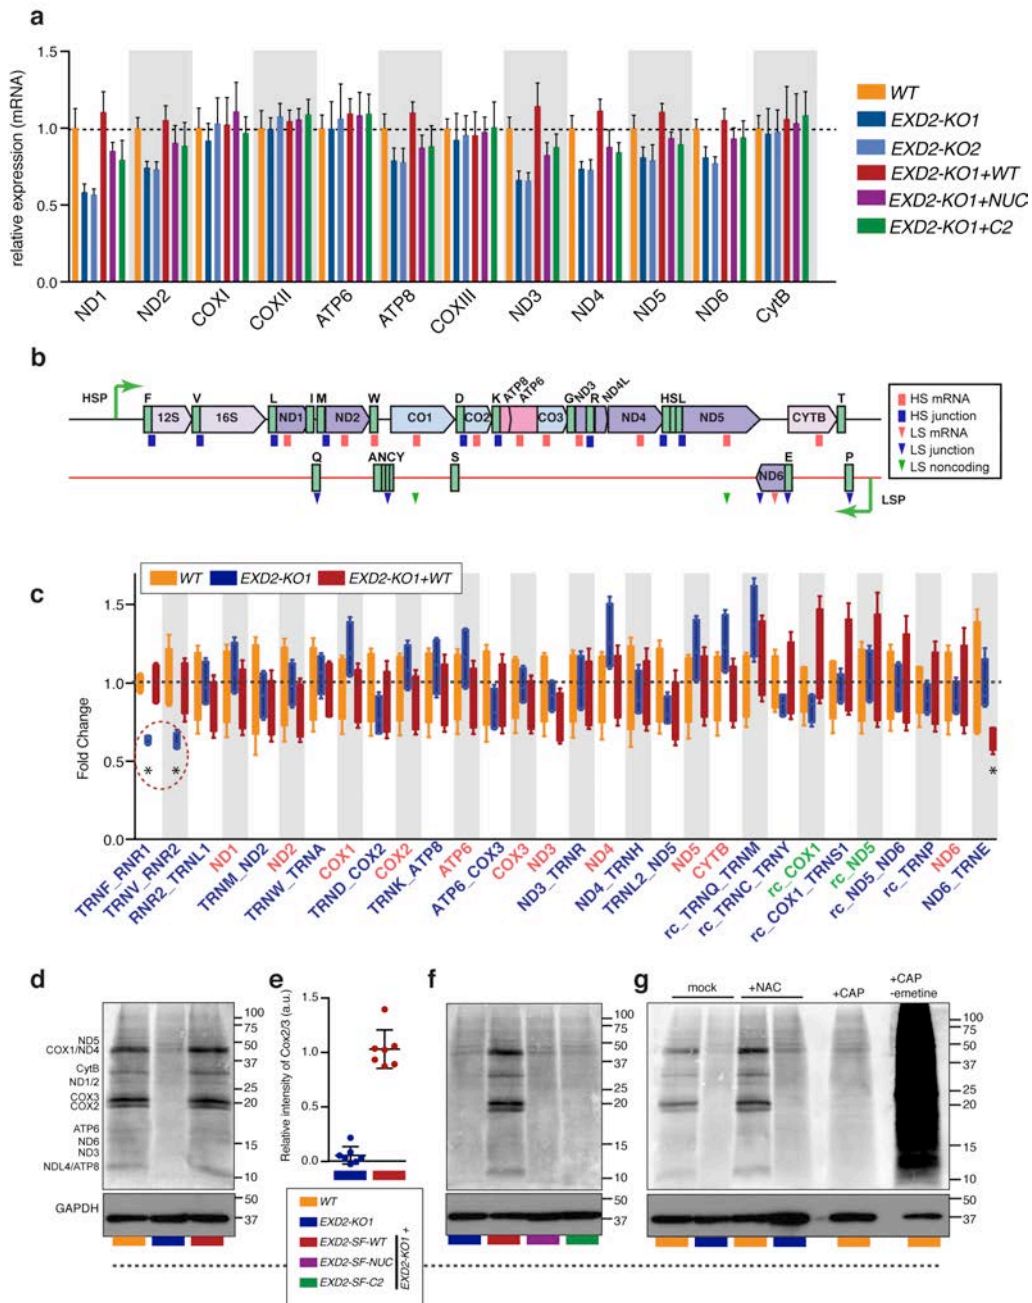 a
relative expression (mRNA)
1.5
1.0
0.5
0.0
ND1
ND2
COXI
COXII
ATP6
ATP8
COXIII
ND3
ND4
ND5
ND6
CytB
WT
EXD2-KO1
EXD2-KO2
EXD2-KO1+WT
EXD2-KO1+NUC
EXD2-KO1+C2
b
HSP
F
12S
V
16S
L
ND1
I
M
ND2
W
CO1
D
CO2
K
ATP8
ATP6
CO3
G
ND3
R
ND4L
ND4
HSL
ND5
CYTB
T
Q
ANCY
S
ND6
E
P
LSP
HS mRNA
HS junction
LS mRNA
LS junction
LS noncoding
c
WT
EXD2-KO1
EXD2-KO1+WT
Fold Change
1.5
1.0
0.5
0.0
*
*
*
TRNF_RNR1
TRNV_RNR2
RNR2_TRNL1
ND1
TRNM_ND2
ND2
TRNW_TRNA
COX1
TRND_COX2
COX2
TRNK_ATP8
ATP6
ATP6_COX3
COX3
ND3
ND3_TRNR
ND4
ND4_TRNH
TRNL2_ND5
ND5
CYTB
rc_TRNQ_TRNM
rc_TRNC_TRNY
rc_COX1
rc_COX1_TRNS1
rc_ND5
rc_ND5_ND6
rc_TRNP
ND6
ND6_TRNE
d
ND5
COX1/ND4
CytB
ND1/2
COX3
COX2
ATP6
ND6
ND3
NDL4/ATP8
GAPDH
100
75
50
37
25
20
15
10
50
37
e
Relative intensity of Cox2/3 (a.u.)
1.5
1.0
0.5
0.0
WT
EXD2-KO1
EXD2-SF-WT
EXD2-SF-NUC
EXD2-SF-C2
EXD2-KO1 +
f
100
75
50
37
25
20
15
10
50
37
g
mock
+NAC
+CAP
+CAP
-emetine
100
75
50
37
25
20
15
10
50
37